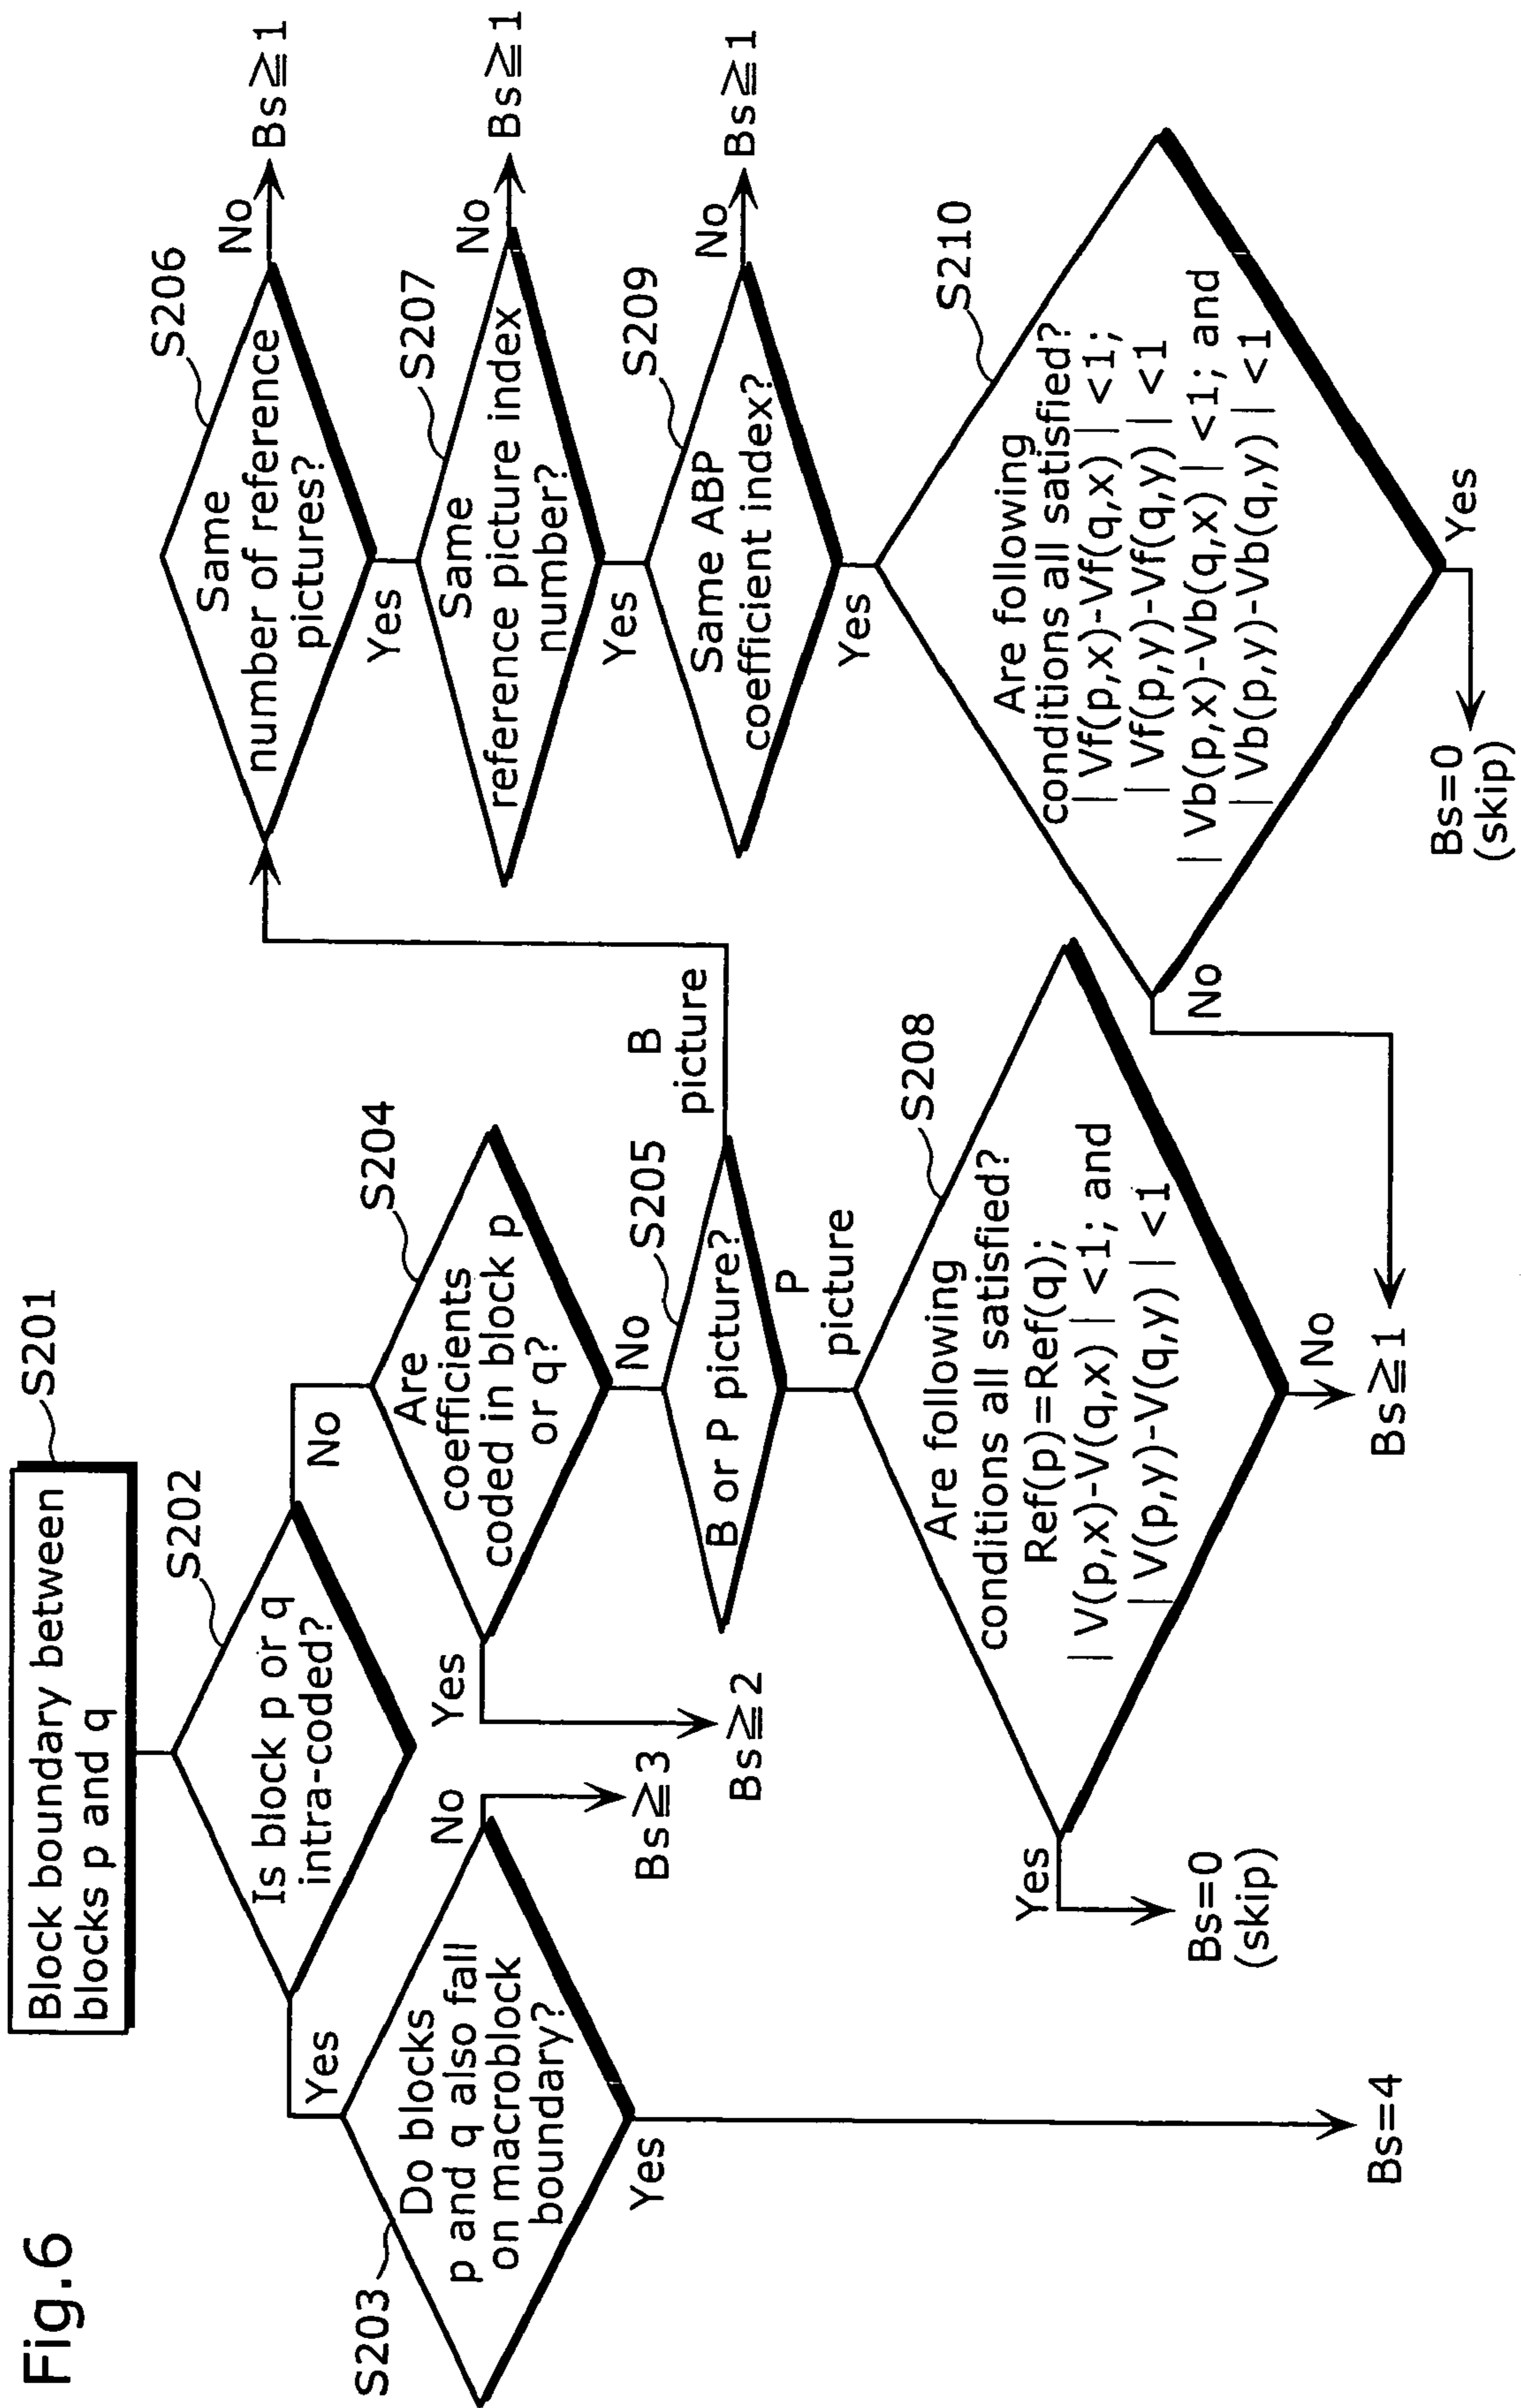 Fig.6
Block boundary between
blocks p and q
S201
S202
Is block p or q
intra-coded?
Yes
No
S203
Do blocks
p and q also fall
on macroblock
boundary?
No
Bs≧3
Yes
Bs=4
S204
Are
coefficients
coded in block p
or q?
Yes
Bs≧2
No
S205
B or P picture?
B
picture
P
picture
S208
Are following
conditions all satisfied?
Ref(p)=Ref(q);
|V(p,x)-V(q,x)|<1; and
|V(p,y)-V(q,y)|<1
Yes
Bs=0
(skip)
No
Bs≧1
S206
Same
number of reference
pictures?
No
Bs≧1
Yes
S207
Same
reference picture index
number?
No
Bs≧1
Yes
S209
Same ABP
coefficient index?
No
Bs≧1
Yes
S210
Are following
conditions all satisfied?
|Vf(p,x)-Vf(q,x)|<1;
|Vf(p,y)-Vf(q,y)|<1
|Vb(p,x)-Vb(q,x)|<1; and
|Vb(p,y)-Vb(q,y)|<1
No
Yes
Bs=0
(skip)